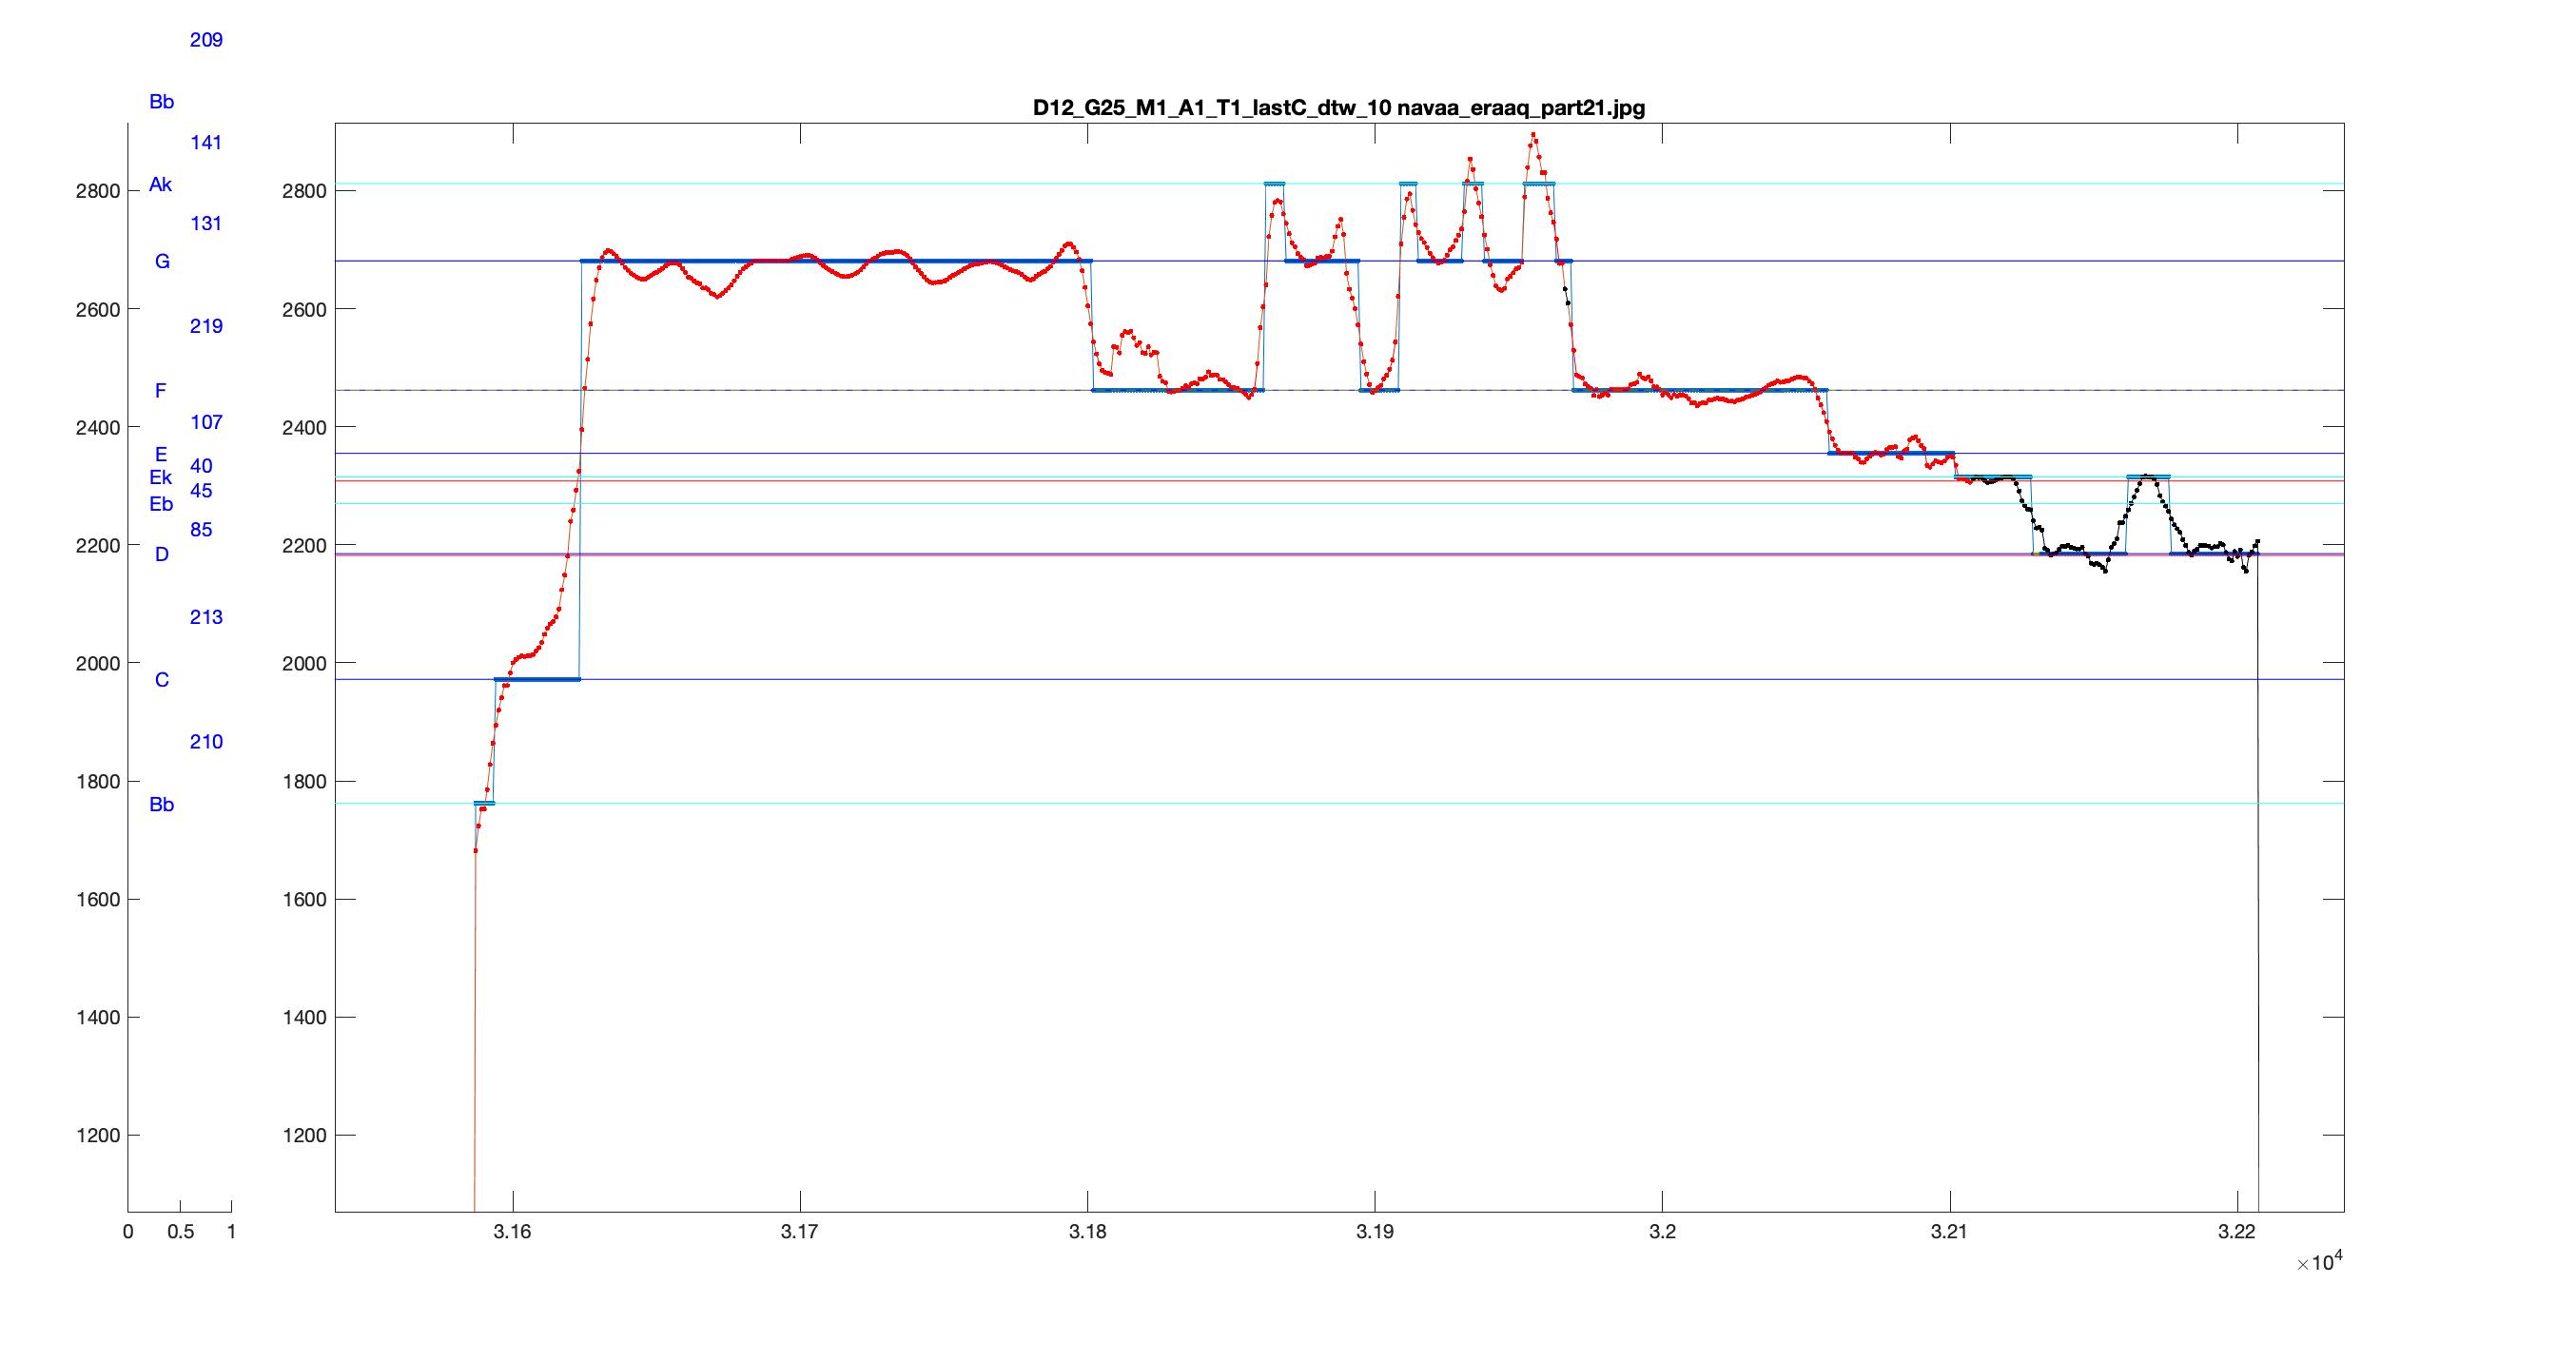 209
Bb
D12_G25_M1_A1_T1_lastC_dtw_10 navaa_eraaq_part21.jpg
141
2800 Ak 2800
131
G
2600 2600
219
F
107
2400 2400
E
40
Ek
45
Eb
85
2200 D 2200
213
2000 2000
C
210
1800 1800
Bb
1600 1600
1400 1400
1200 1200
0 0.5 1 3.16 3.17 3.18 3.19 3.2 3.21 3.22
×10⁴